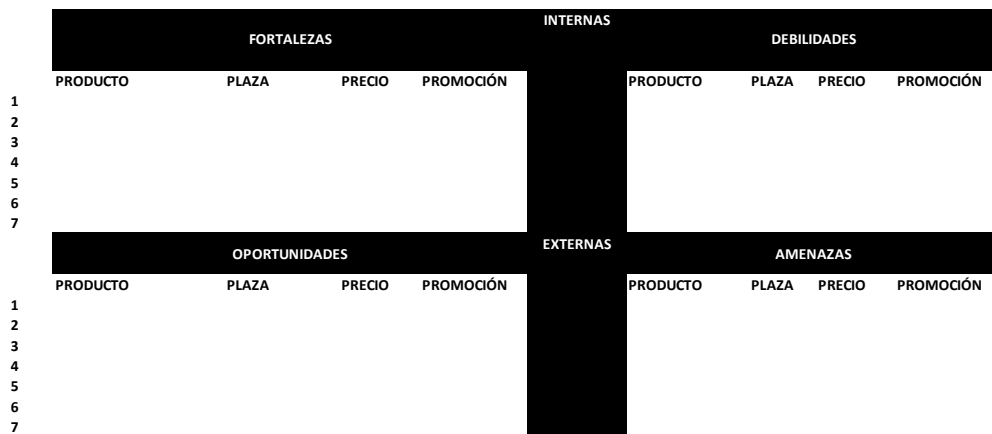 INTERNAS
FORTALEZAS DEBILIDADES
PRODUCTO PLAZA PRECIO PROMOCIÓN PRODUCTO PLAZA PRECIO PROMOCIÓN
1
2
3
4
5
6
7
EXTERNAS
OPORTUNIDADES AMENAZAS
PRODUCTO PLAZA PRECIO PROMOCIÓN PRODUCTO PLAZA PRECIO PROMOCIÓN
1
2
3
4
5
6
7